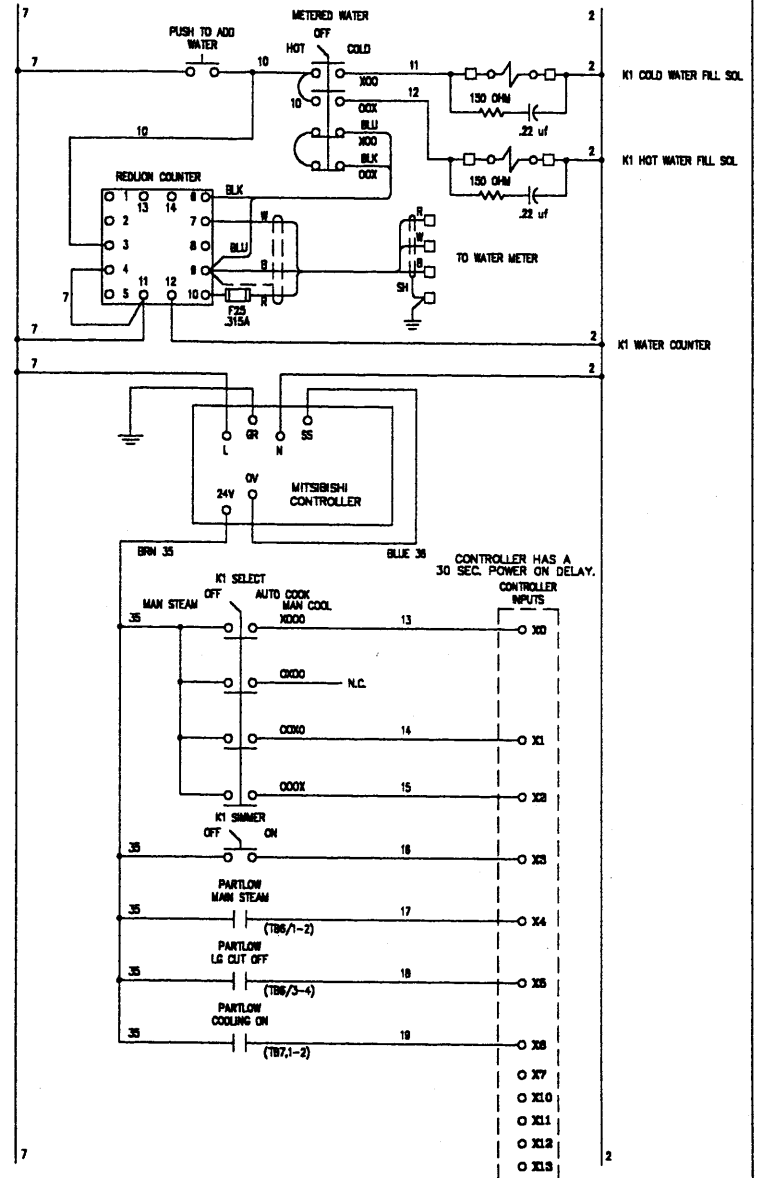 7
2
METERED WATER
OFF
HOT COLD
PUSH TO ADD
WATER
7
10
11
2
K1 COLD WATER FILL SOL
XOO
150 OHM
.22 uf
10
12
OOX
10
BLU
XOO
BLK
OOX
2
K1 HOT WATER FILL SOL
150 OHM
.22 uf
REDLION COUNTER
1 13 14 6
BLK
2 7
W
3 8
BLU
4 11 12 9
B
5 10
R
F25
.315A
7
R
W
B
SH
TO WATER METER
7
2
K1 WATER COUNTER
7
2
L GR N SS
24V 0V
MITSIBISHI
CONTROLLER
BRN 35
BLUE 36
CONTROLLER HAS A
30 SEC. POWER ON DELAY.
CONTROLLER
INPUTS
K1 SELECT
OFF AUTO COOK
MAN STEAM MAN COOL
35
XOOO
13
X0
OXOO
N.C.
OOXO
14
X1
OOOX
15
X2
K1 SIMMER
OFF ON
35
16
X3
PARTLOW
MAIN STEAM
35
17
X4
(TB6/1-2)
PARTLOW
LG CUT OFF
35
18
X5
(TB6/3-4)
PARTLOW
COOLING ON
35
19
X6
(TB7,1-2)
X7
X10
X11
X12
X13
7
2